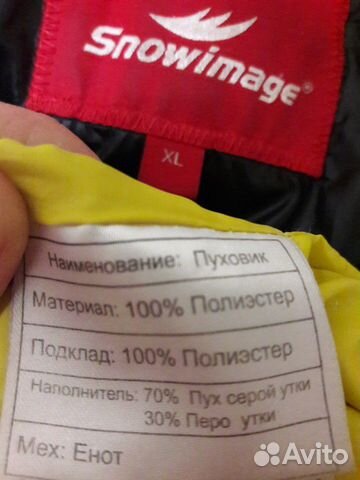 Snowimage®
XL
Наименование: Пуховик
Материал: 100% Полиэстер
Подклад: 100% Полиэстер
Наполнитель: 70% Пух серой утки
30% Перо утки
Мех: Енот
Avito